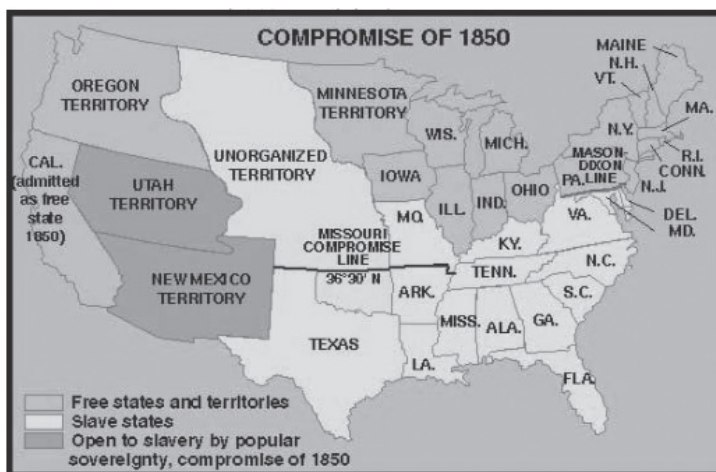 COMPROMISE OF 1850
MAINE
N.H.
VT.
MA.
OREGON
TERRITORY
MINNESOTA
TERRITORY
N.Y.
WIS.
MICH.
R.I.
CONN.
UNORGANIZED
TERRITORY
MASON-
DIXON
LINE
CAL.
(admitted
as free
state
1850)
UTAH
TERRITORY
IOWA
PA.
N.J.
OHIO
ILL.
IND.
DEL.
MD.
MO.
VA.
MISSOURI
COMPROMISE
LINE
36°30' N
KY.
NEW MEXICO
TERRITORY
TENN.
N.C.
ARK.
S.C.
MISS.
ALA.
GA.
TEXAS
LA.
FLA.
Free states and territories
Slave states
Open to slavery by popular
sovereignty, compromise of 1850